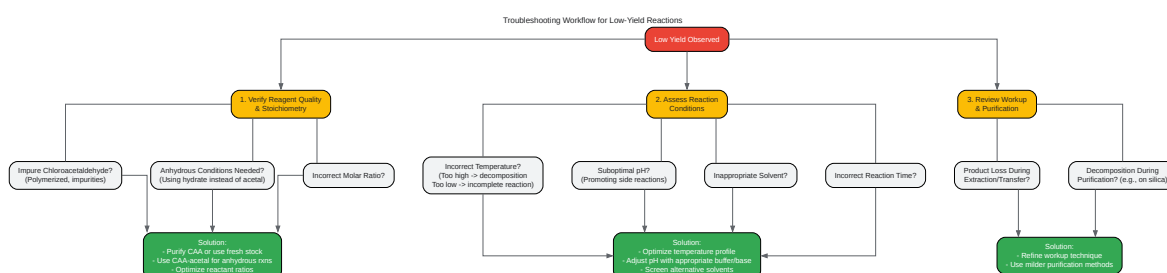 Troubleshooting Workflow for Low-Yield Reactions
Low Yield Observed
1. Verify Reagent Quality
& Stoichiometry
2. Assess Reaction
Conditions
3. Review Workup
& Purification
Impure Chloroacetaldehyde?
(Polymerized, impurities)
Anhydrous Conditions Needed?
(Using hydrate instead of acetal)
Incorrect Molar Ratio?
Incorrect Temperature?
(Too high -> decomposition
Too low -> incomplete reaction)
Suboptimal pH?
(Promoting side reactions)
Inappropriate Solvent?
Incorrect Reaction Time?
Product Loss During
Extraction/Transfer?
Decomposition During
Purification? (e.g., on silica)
Solution:
- Purify CAA or use fresh stock
- Use CAA-acetal for anhydrous rxns
- Optimize reactant ratios
Solution:
- Optimize temperature profile
- Adjust pH with appropriate buffer/base
- Screen alternative solvents
Solution:
- Refine workup technique
- Use milder purification methods